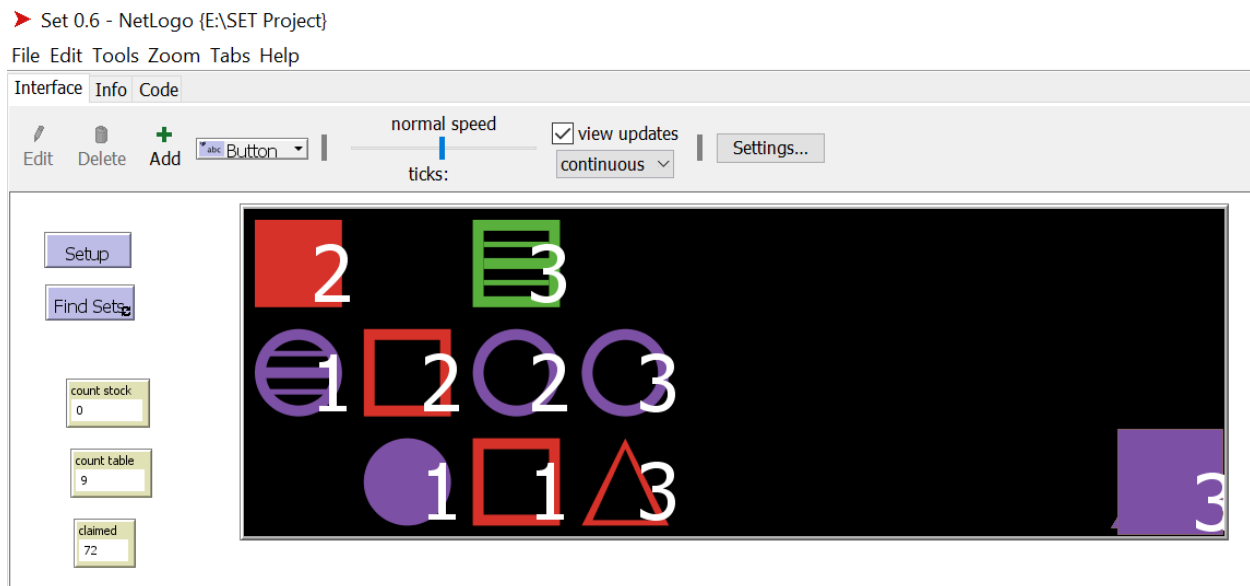 Set 0.6 - NetLogo {E:\SET Project}
File Edit Tools Zoom Tabs Help
Interface Info Code
Edit Delete Add abc Button normal speed ticks: view updates continuous Settings...
Setup
Find Sets
count stock
0
count table
9
claimed
72
2 3
1 2 2 3
1 1 3
3